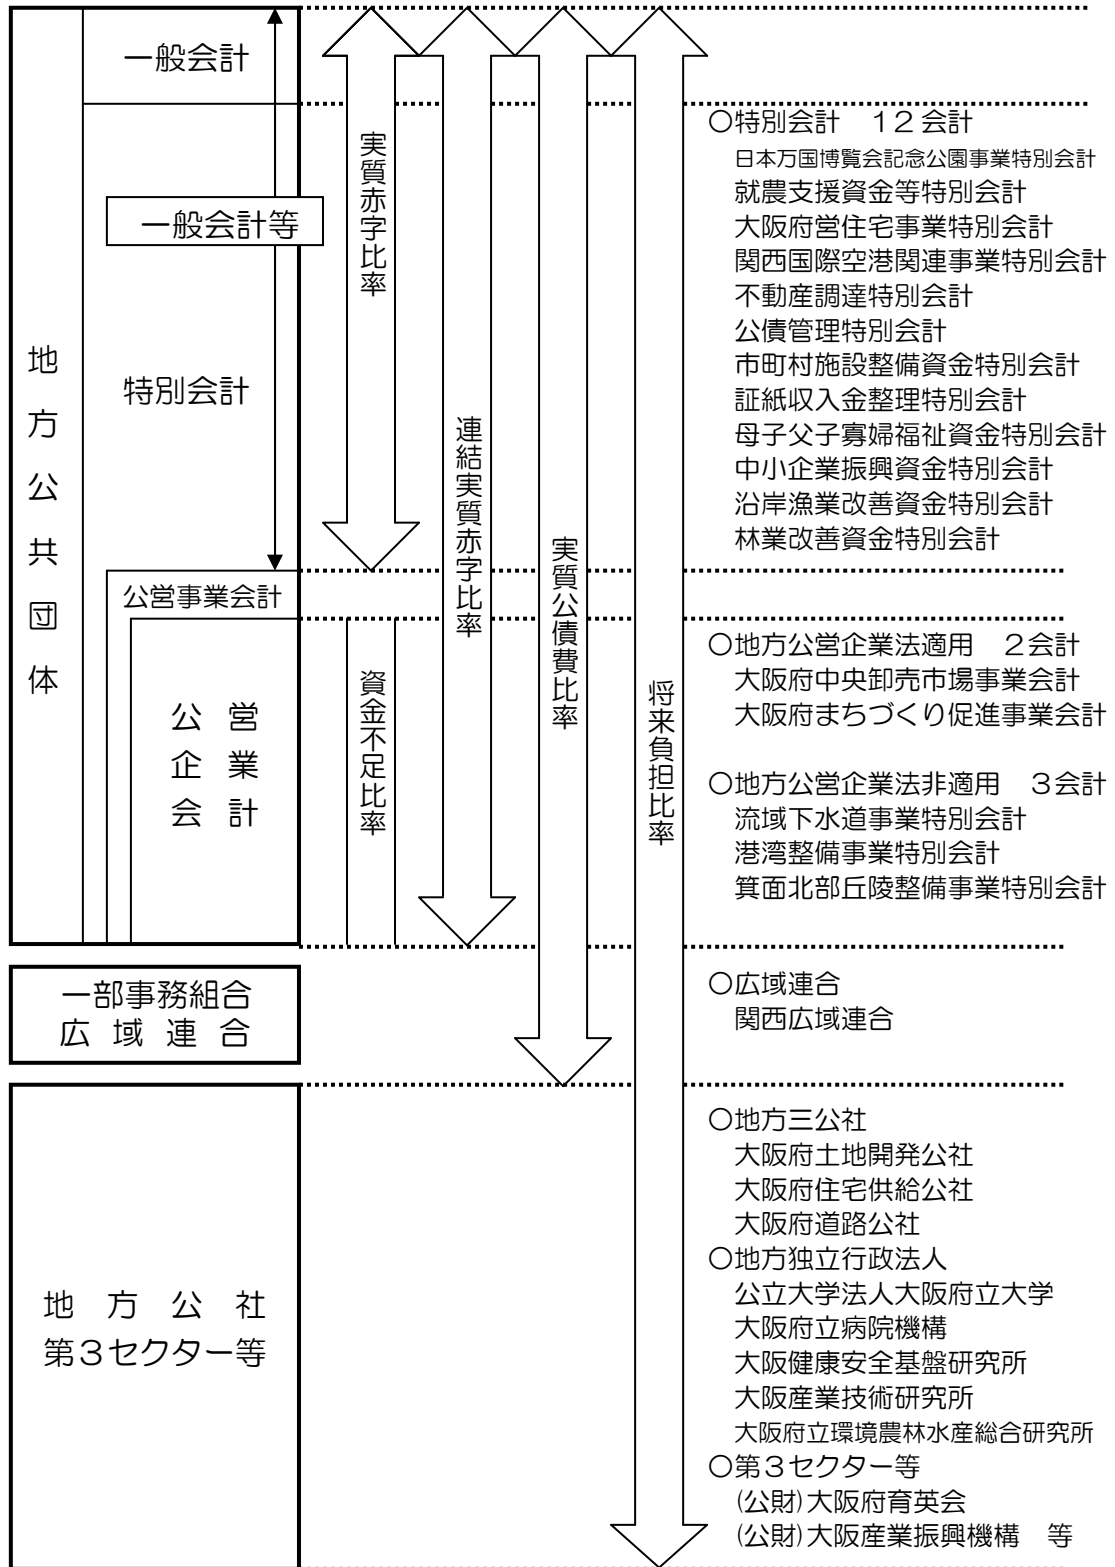 地方公共団体
一般会計
一般会計等
特別会計
公営事業会計
公営
企業
会計
一部事務組合
広域連合
地方公社
第３セクター等
実質赤字比率
資金不足比率
連結実質赤字比率
実質公債費比率
将来負担比率
○特別会計　１２会計
日本万国博覧会記念公園事業特別会計
就農支援資金等特別会計
大阪府営住宅事業特別会計
関西国際空港関連事業特別会計
不動産調達特別会計
公債管理特別会計
市町村施設整備資金特別会計
証紙収入金整理特別会計
母子父子寡婦福祉資金特別会計
中小企業振興資金特別会計
沿岸漁業改善資金特別会計
林業改善資金特別会計
○地方公営企業法適用　２会計
大阪府中央卸売市場事業会計
大阪府まちづくり促進事業会計
○地方公営企業法非適用　３会計
流域下水道事業特別会計
港湾整備事業特別会計
箕面北部丘陵整備事業特別会計
○広域連合
関西広域連合
○地方三公社
大阪府土地開発公社
大阪府住宅供給公社
大阪府道路公社
○地方独立行政法人
公立大学法人大阪府立大学
大阪府立病院機構
大阪健康安全基盤研究所
大阪産業技術研究所
大阪府立環境農林水産総合研究所
○第３セクター等
(公財)大阪府育英会
(公財)大阪産業振興機構　等